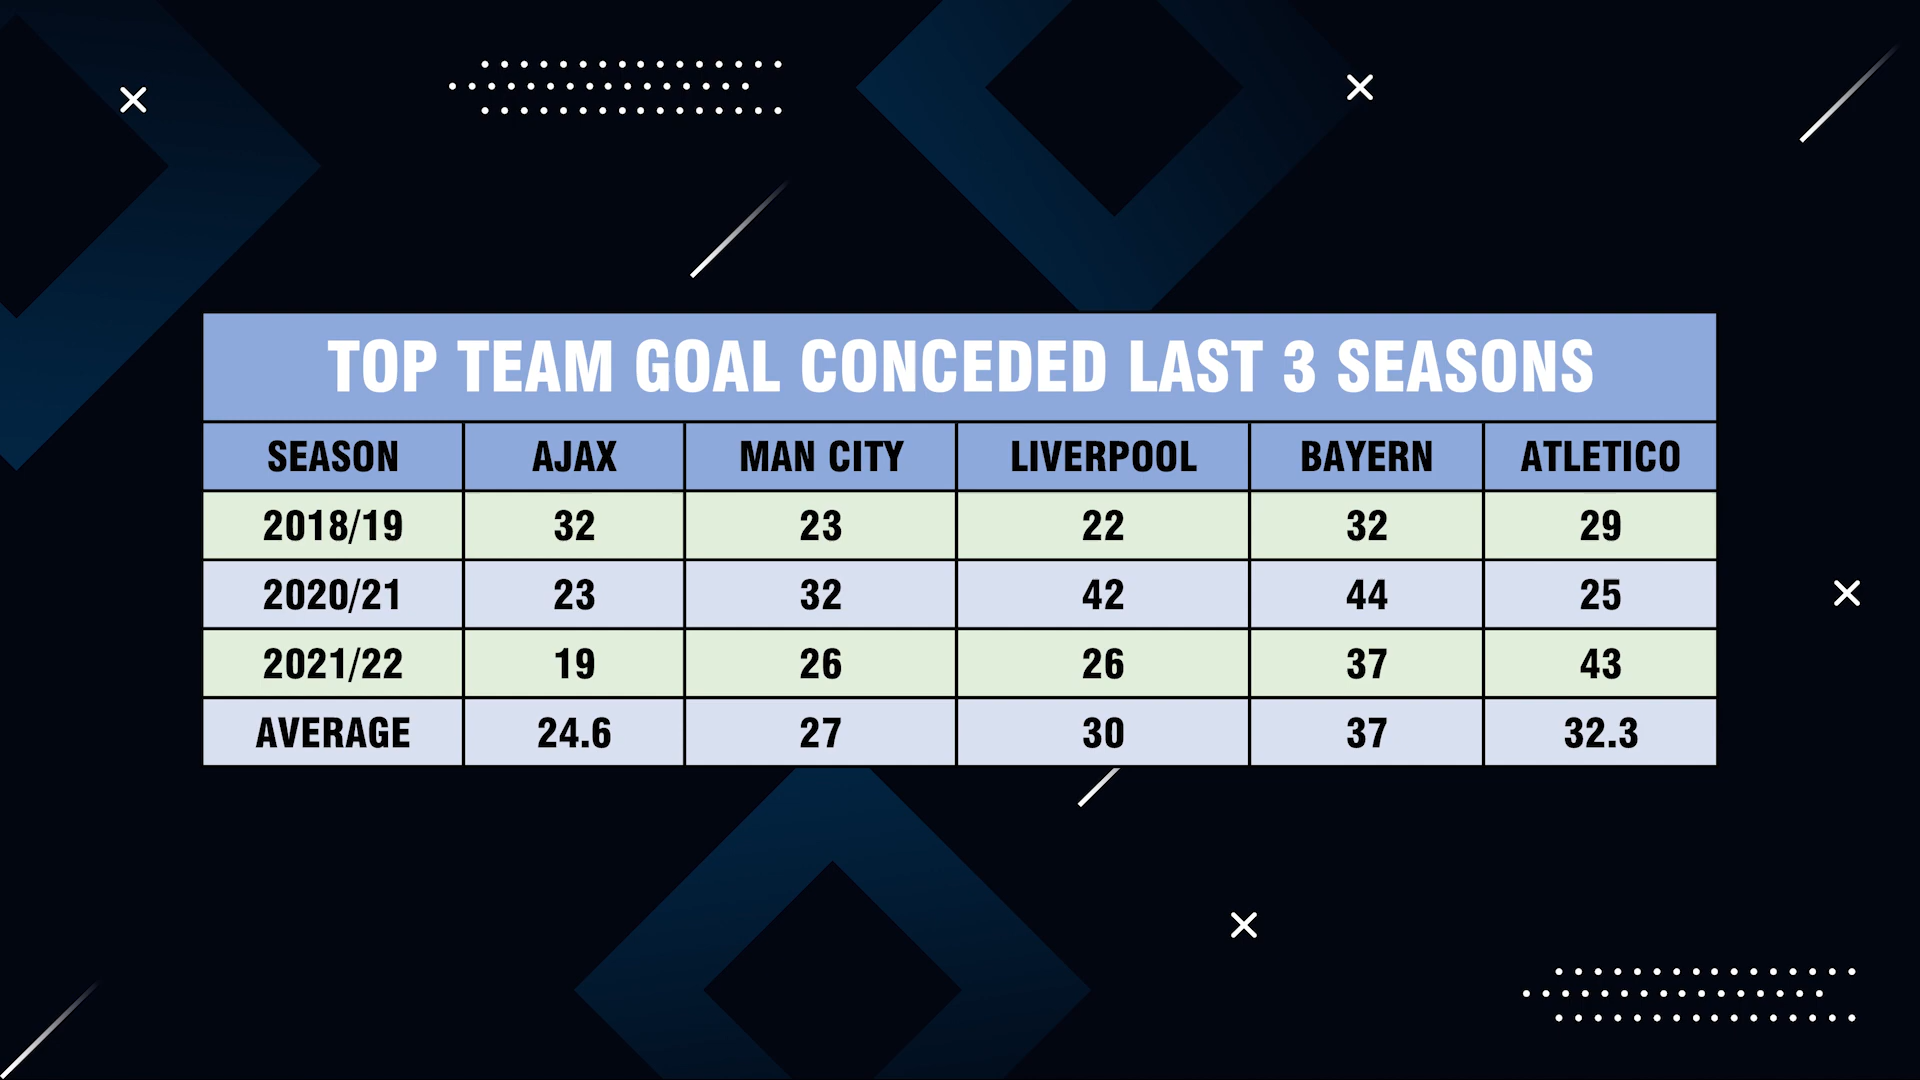 TOP TEAM GOAL CONCEDED LAST 3 SEASONS
SEASON AJAX MAN CITY LIVERPOOL BAYERN ATLETICO
2018/19 32 23 22 32 29
2020/21 23 32 42 44 25
2021/22 19 26 26 37 43
AVERAGE 24.6 27 30 37 32.3